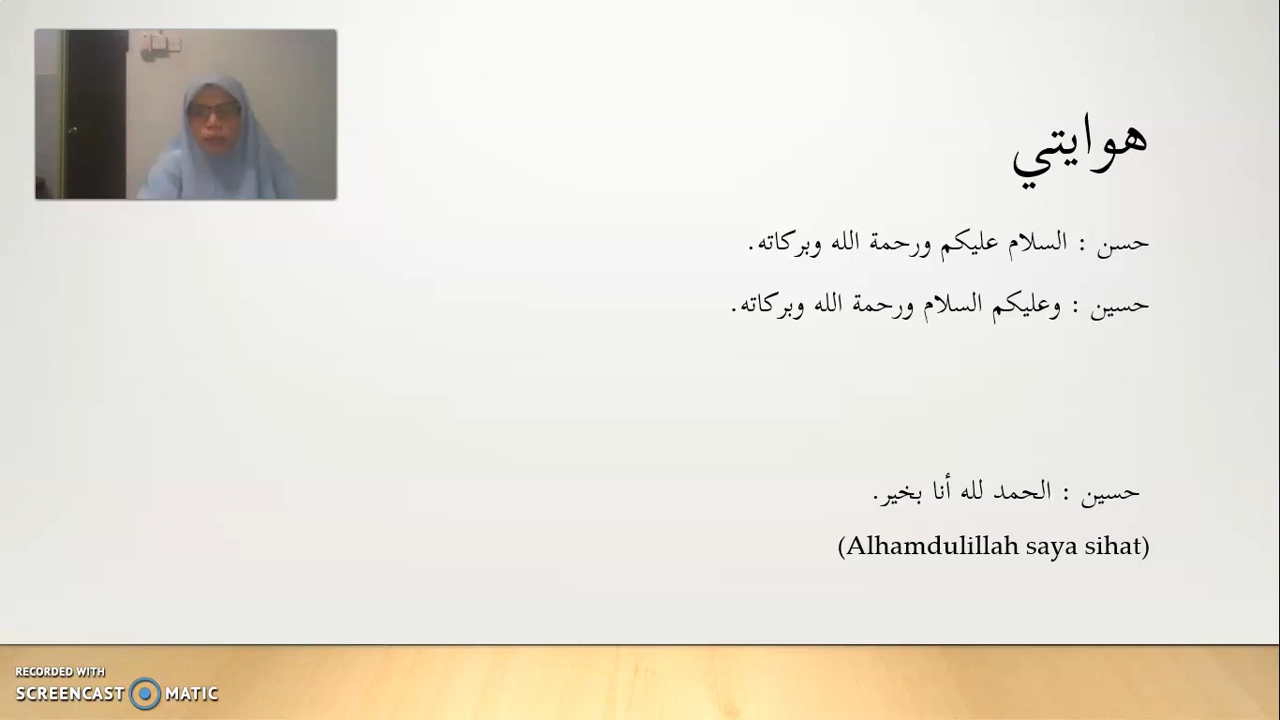 هوايتي
حسن : السلام عليكم ورحمة الله وبركاته.
حسين : وعليكم السلام ورحمة الله وبركاته.
حسين : الحمد لله أنا بخير.
(Alhamdulillah saya sihat)
RECORDED WITH
SCREENCAST MATIC